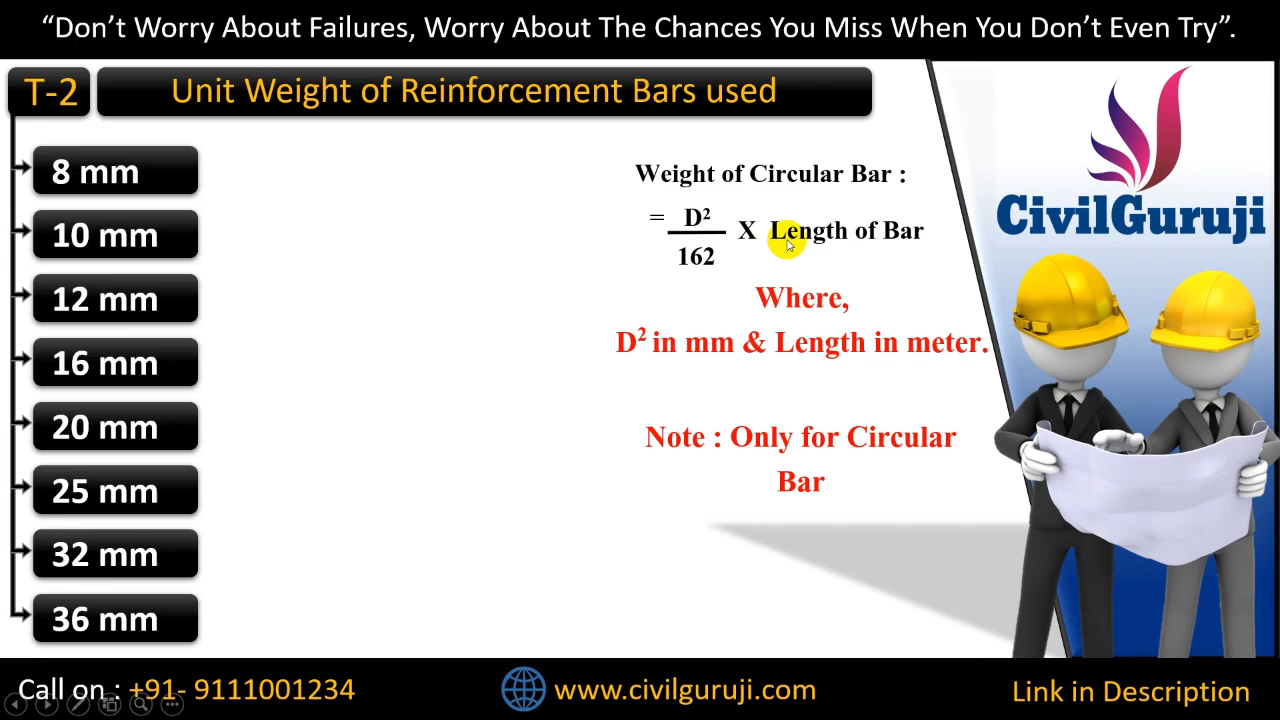 “Don’t Worry About Failures, Worry About The Chances You Miss When You Don’t Even Try”.
T-2
Unit Weight of Reinforcement Bars used
8 mm
10 mm
12 mm
16 mm
20 mm
25 mm
32 mm
36 mm
Weight of Circular Bar :
= D²
X Length of Bar
162
Where,
D² in mm & Length in meter.
Note : Only for Circular
Bar
CivilGuruji
Call on : +91- 9111001234
www.civilguruji.com
Link in Description